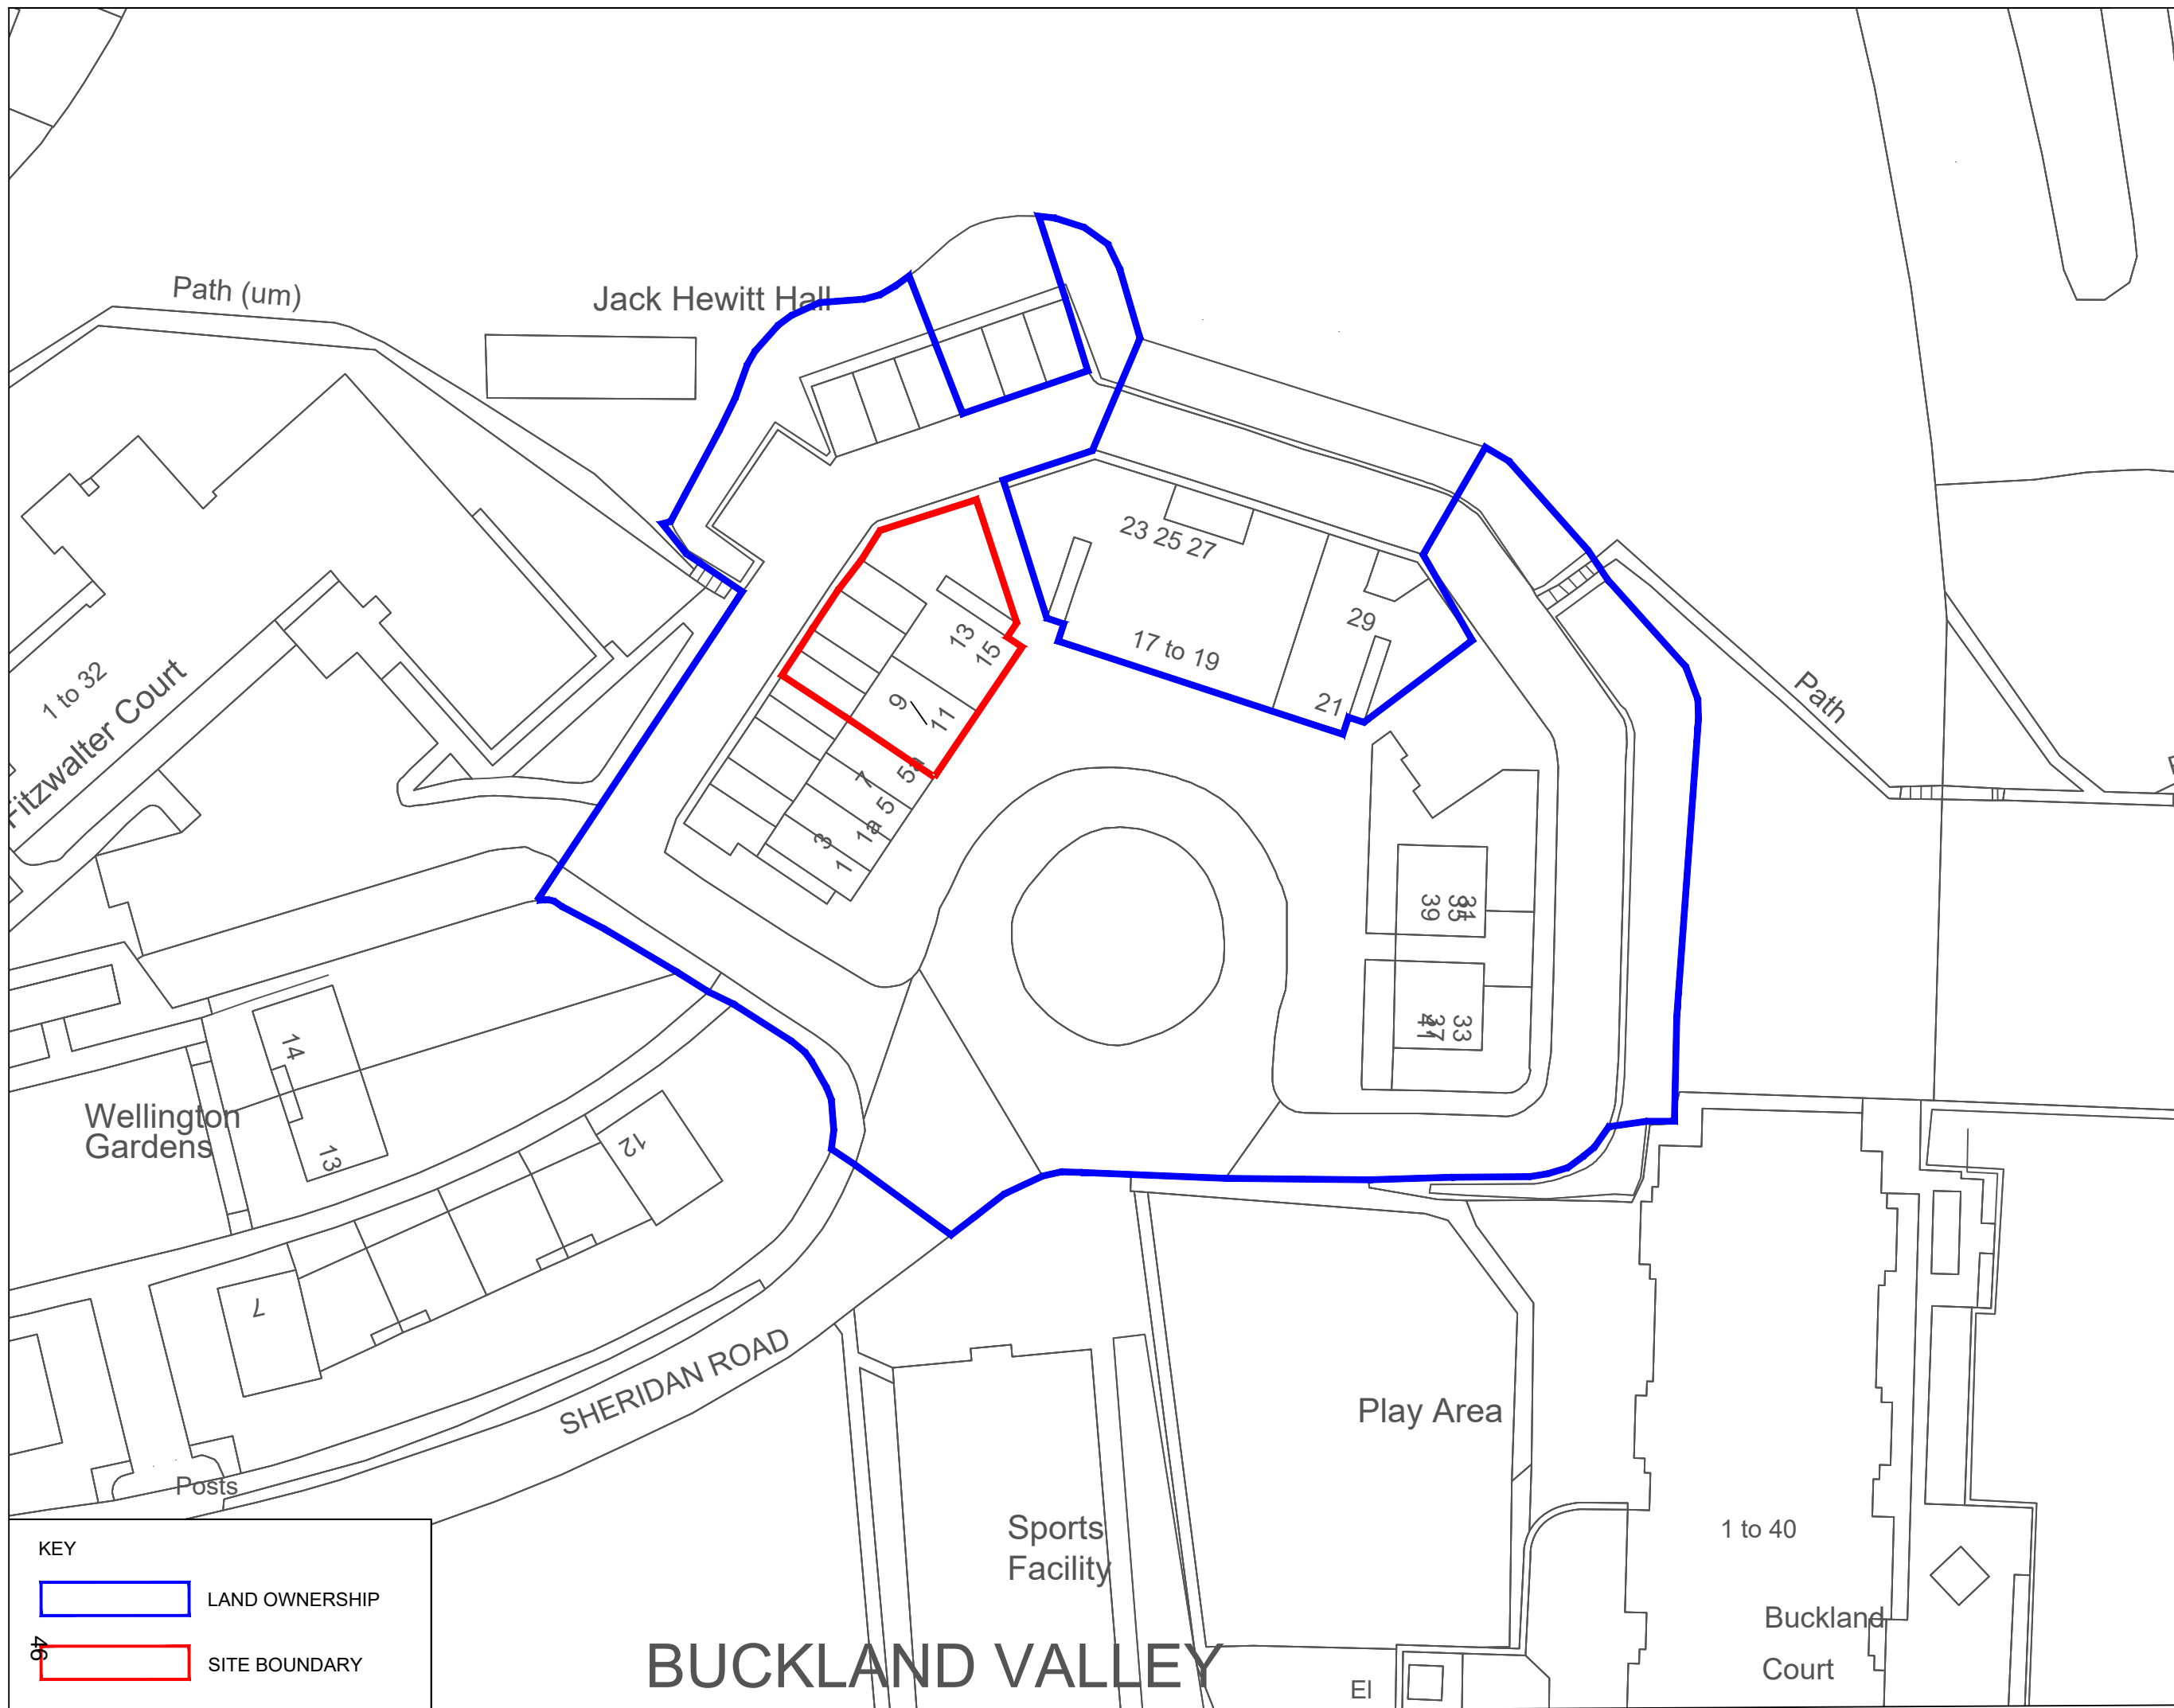 Path (um)
Jack Hewitt Hall
23 25 27
29
17 to 19
21
13
15
9
11
7
5a
5
3
1a
1
1 to 32
Fitzwalter Court
Path
39
35
31
41
37
33
14
13
Wellington
Gardens
12
7
SHERIDAN ROAD
Posts
Play Area
Sports
Facility
1 to 40
Buckland
Court
BUCKLAND VALLEY
El
KEY
LAND OWNERSHIP
SITE BOUNDARY
46